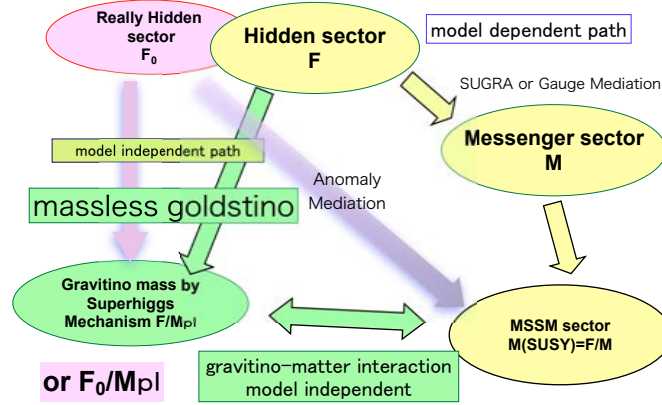 Really Hidden
sector
F₀
Hidden sector
F
model dependent path
SUGRA or Gauge Mediation
Messenger sector
M
model independent path
Anomaly
Mediation
massless goldstino
Gravitino mass by
Superhiggs
Mechanism F/Mpl
MSSM sector
M(SUSY)=F/M
gravitino-matter interaction
model independent
or F₀/Mpl